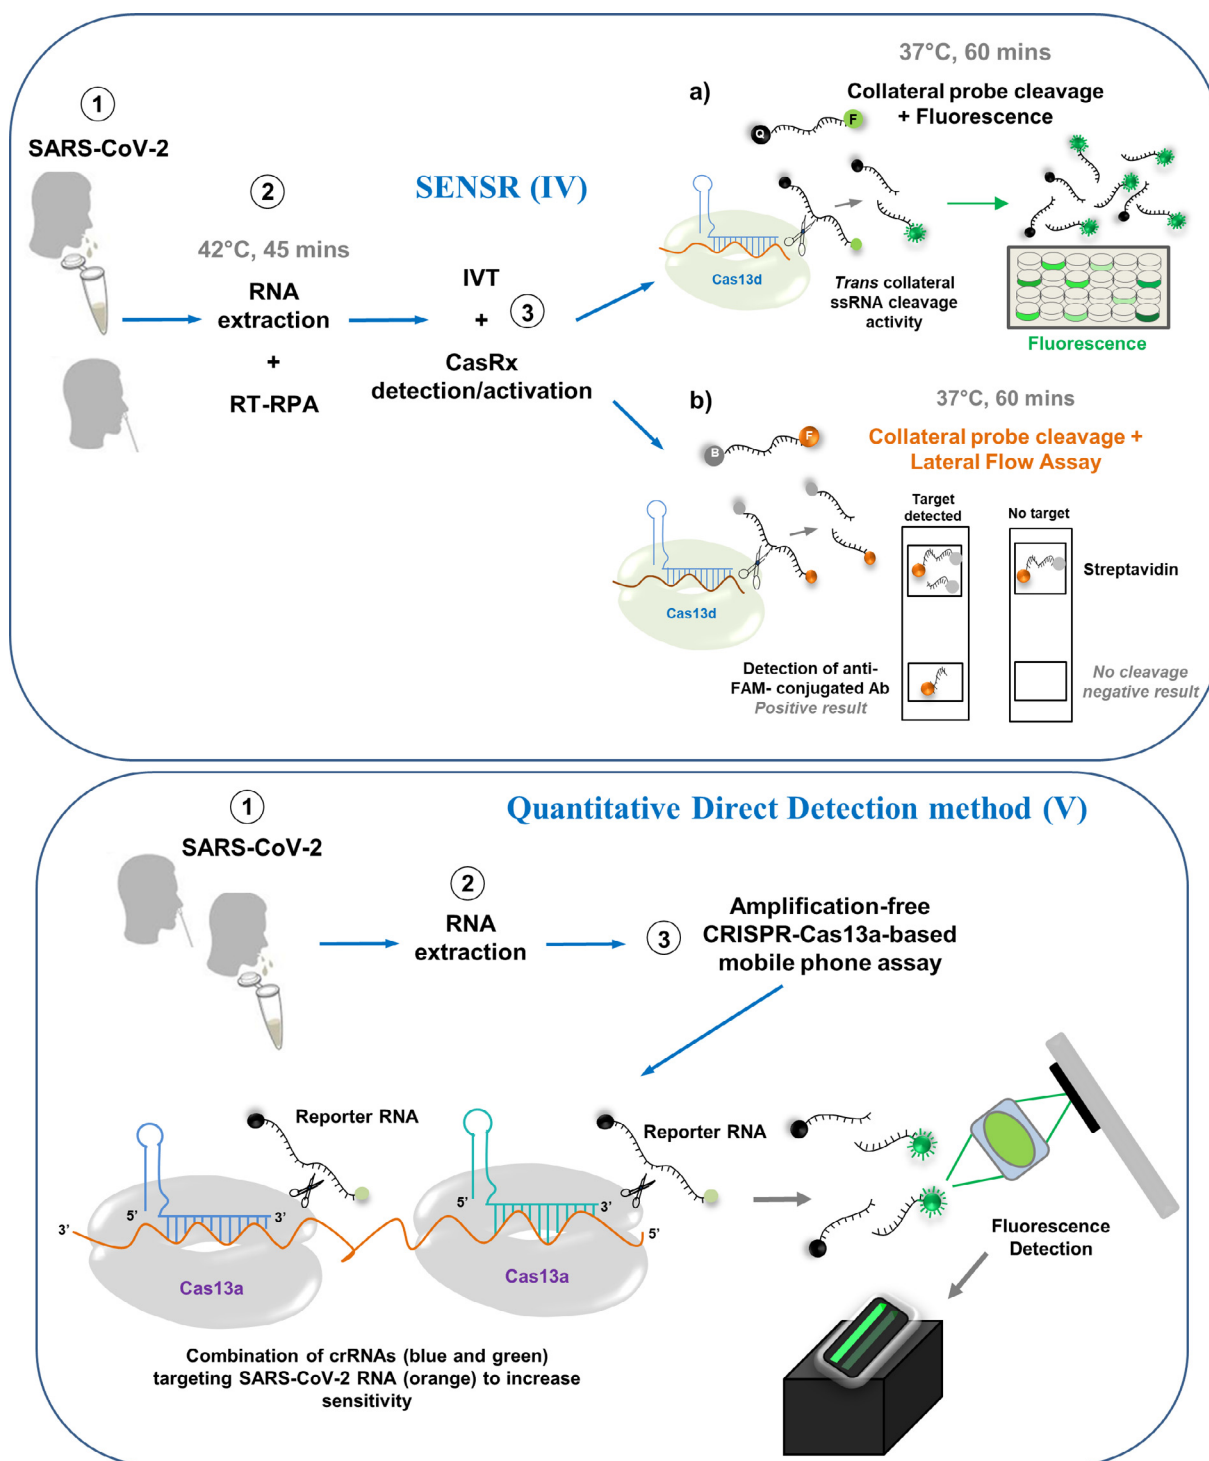 1
SARS-CoV-2
2
42°C, 45 mins
RNA
extraction
+
RT-RPA
SENSR (IV)
IVT
+ 3
CasRx
detection/activation
a)
37°C, 60 mins
Collateral probe cleavage
+ Fluorescence
Q
F
Cas13d
Trans collateral
ssRNA cleavage
activity
Fluorescence
b)
37°C, 60 mins
Collateral probe cleavage +
Lateral Flow Assay
B
F
Cas13d
Target
detected
No target
Streptavidin
Detection of anti-
FAM- conjugated Ab
Positive result
No cleavage
negative result
Quantitative Direct Detection method (V)
1
SARS-CoV-2
2
RNA
extraction
3
Amplification-free
CRISPR-Cas13a-based
mobile phone assay
Reporter RNA
Reporter RNA
3’
5’
3’
5’
3’
5’
Cas13a
Cas13a
Combination of crRNAs (blue and green)
targeting SARS-CoV-2 RNA (orange) to increase
sensitivity
Fluorescence
Detection